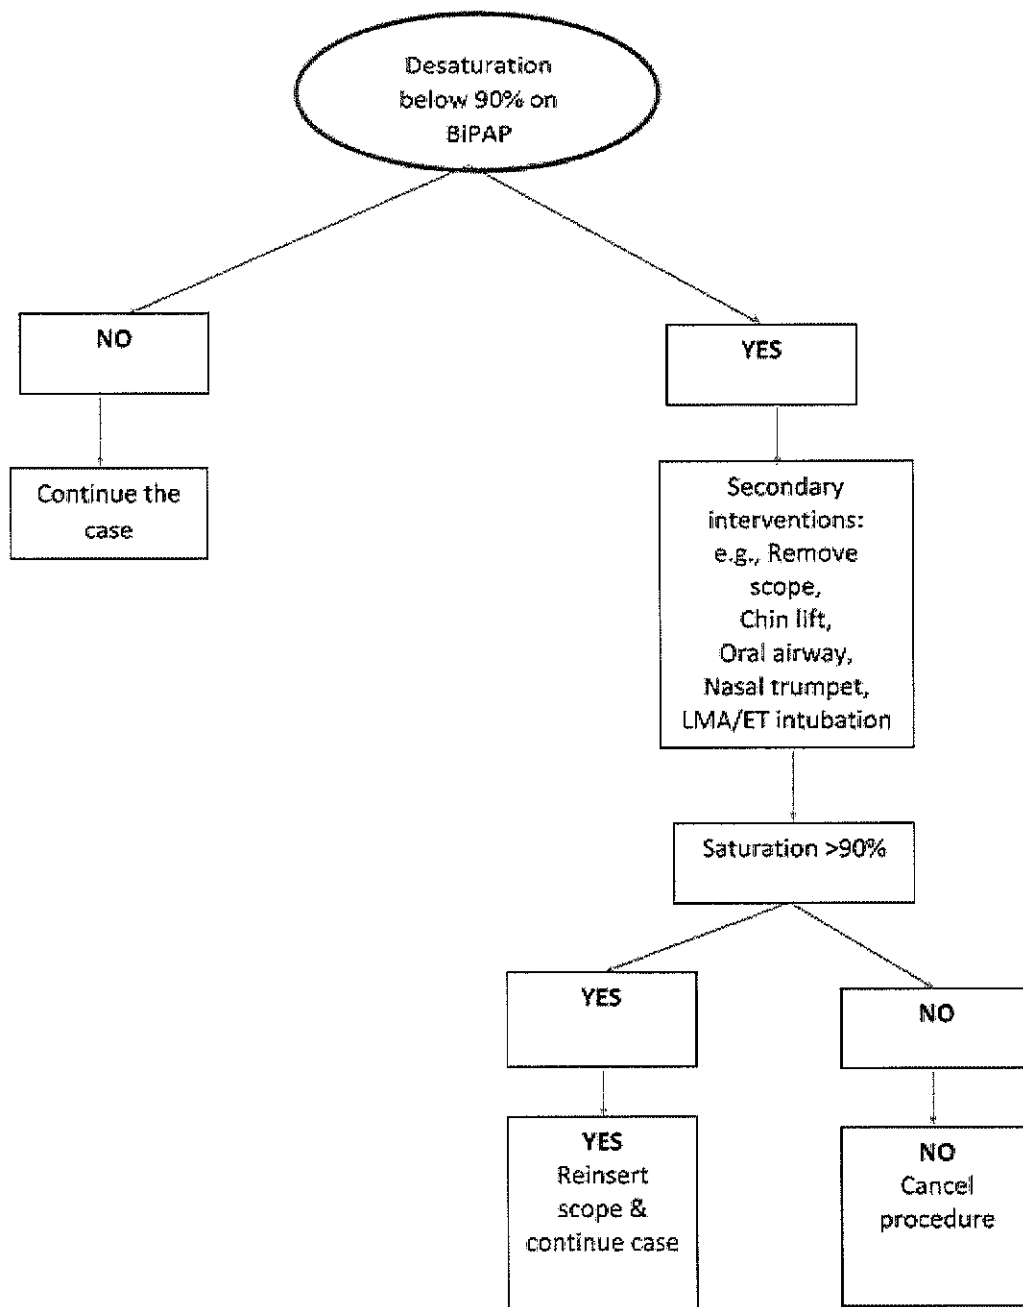 Desaturation
below 90% on
BiPAP
NO
YES
Continue the
case
Secondary
interventions:
e.g., Remove
scope,
Chin lift,
Oral airway,
Nasal trumpet,
LMA/ET intubation
Saturation >90%
YES
NO
YES
Reinsert
scope &
continue case
NO
Cancel
procedure